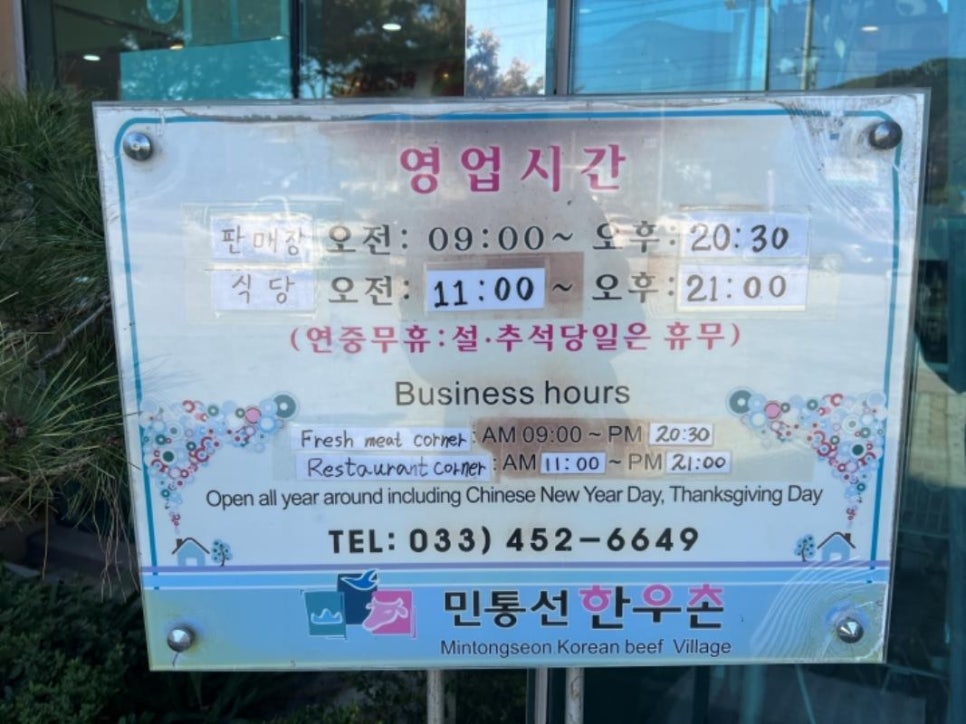 영업시간
판매장 오전: 09:00~ 오후: 20:30
식당 오전: 11:00 ~ 오후: 21:00
(연중무휴:설·추석당일은 휴무)
Business hours
Fresh meat corner : AM 09:00 ~ PM 20:30
Restaurant corner : AM 11:00 ~ PM 21:00
Open all year around including Chinese New Year Day, Thanksgiving Day
TEL: 033) 452-6649
민통선 한우촌
Mintongseon Korean beef Village